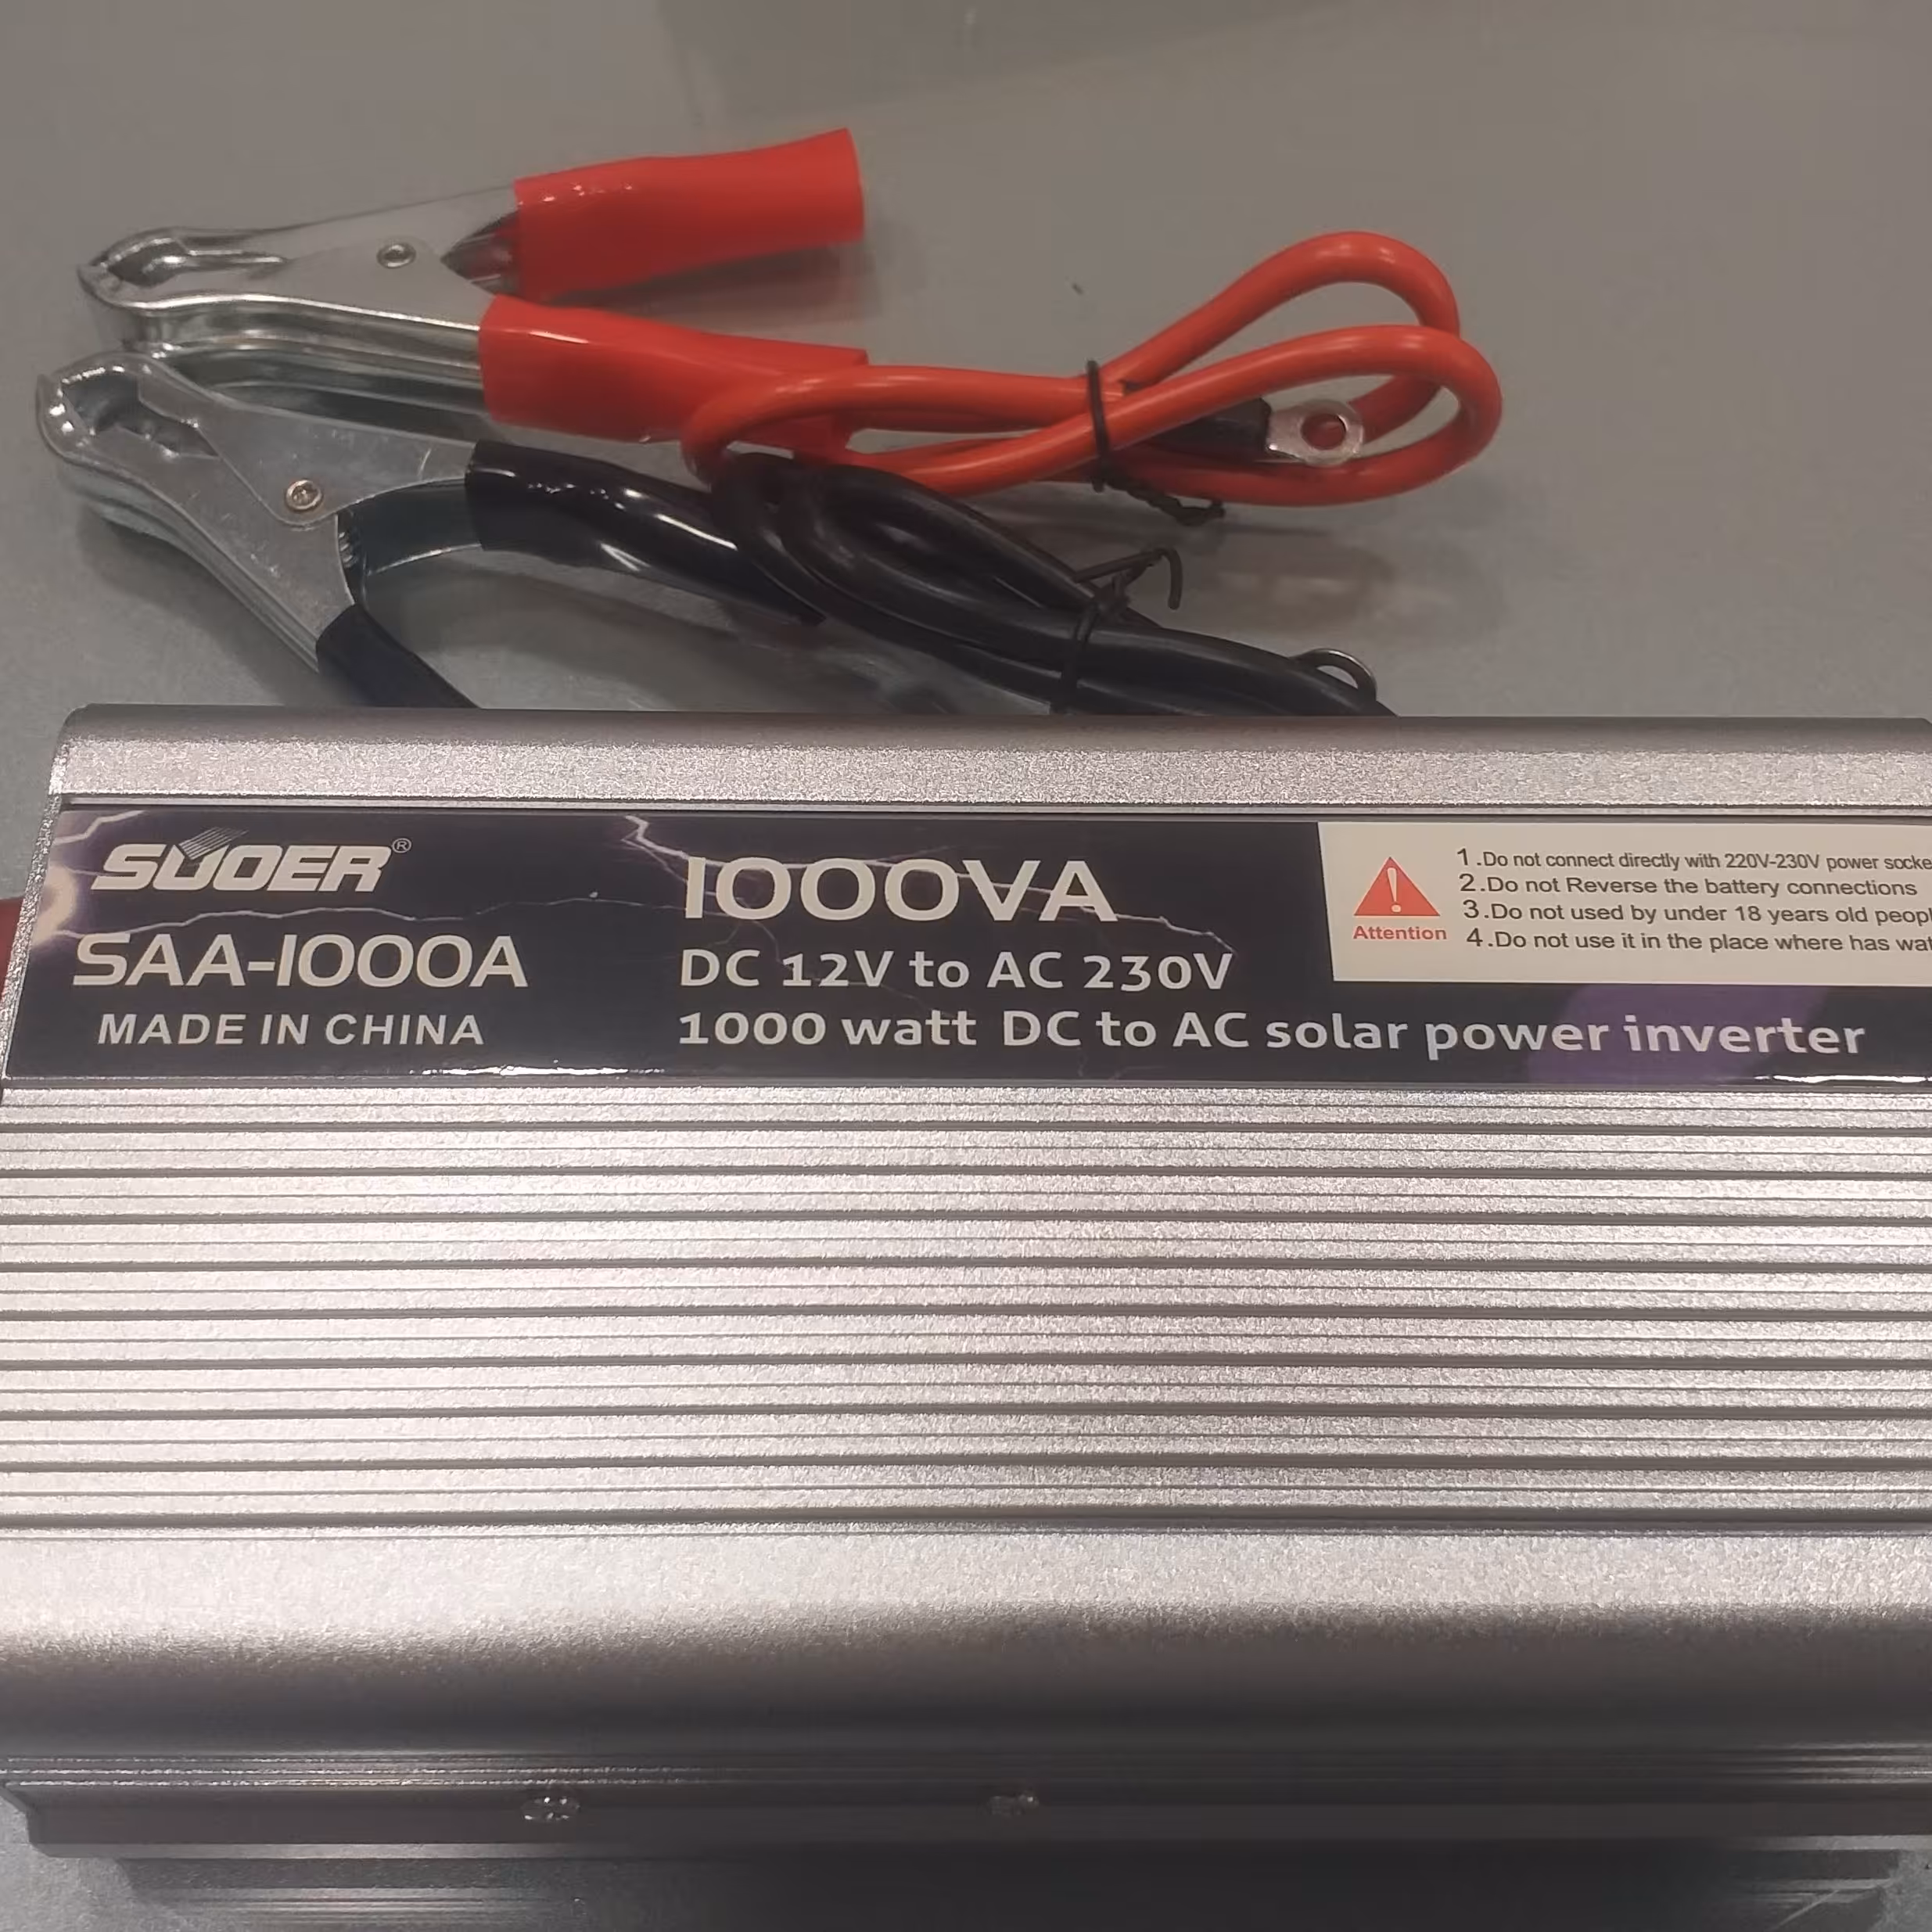 SUOER®
SAA-1000A
MADE IN CHINA
1000VA
DC 12V to AC 230V
1000 watt DC to AC solar power inverter
Attention
1.Do not connect directly with 220V-230V power
2.Do not Reverse the battery connections
3.Do not used by under 18 years old
4.Do not use it in the place where has